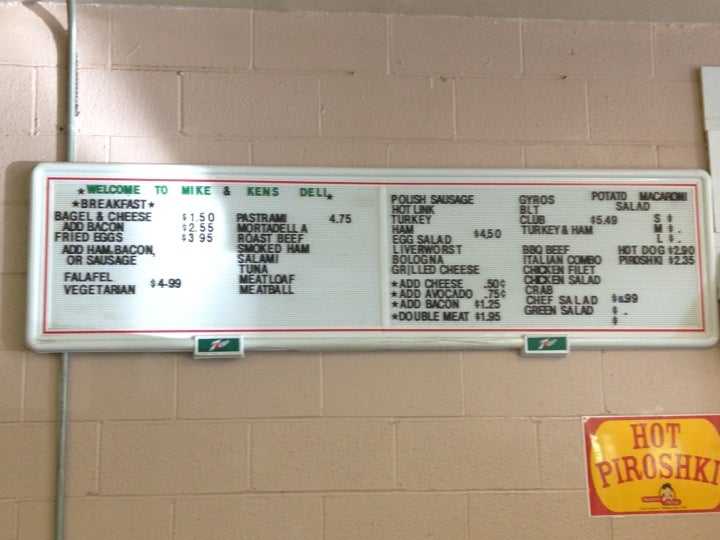 ★WELCOME TO MIKE & KENS DELI★
★BREAKFAST★
BAGEL & CHEESE $1.50
ADD BACON $2.55
FRIED EGGS $3 95
ADD HAM,BACON,
OR SAUSAGE
FALAFEL
VEGETARIAN $4-99
PASTRAMI 4.75
MORTADELLA
ROAST BEEF
SMOKED HAM
SALAMI
TUNA
MEATLOAF
MEATBALL
POLISH SAUSAGE
HOT LINK
TURKEY
HAM $4,50
EGG SALAD
LIVERWORST
BOLOGNA
GRILLED CHEESE
★ADD CHEESE .50¢
★ADD AVOCADO .75¢
★ADD BACON $1.25
★DOUBLE MEAT $1.95
GYROS
BLT
CLUB $5.49
TURKEY & HAM
BBQ BEEF
ITALIAN COMBO
CHICKEN FILET
CHICKEN SALAD
CRAB
CHEF SALAD
GREEN SALAD $ .
$
POTATO MACARONI
SALAD
S $
M $ .
L $ .
HOT DOG $2.90
PIROSHKI $2.35
7UP
7UP
HOT
PIROSHKI